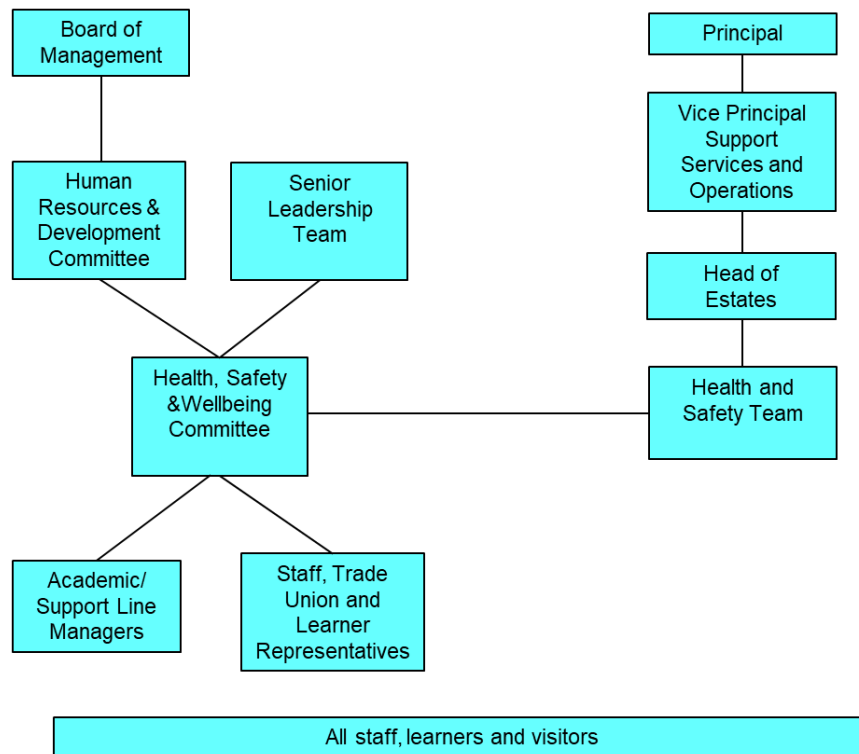 Board of
Management
Principal
Vice Principal
Support
Services and
Operations
Human
Resources &
Development
Committee
Senior
Leadership
Team
Head of
Estates
Health, Safety
&Wellbeing
Committee
Health and
Safety Team
Academic/
Support Line
Managers
Staff, Trade
Union and
Learner
Representatives
All staff, learners and visitors